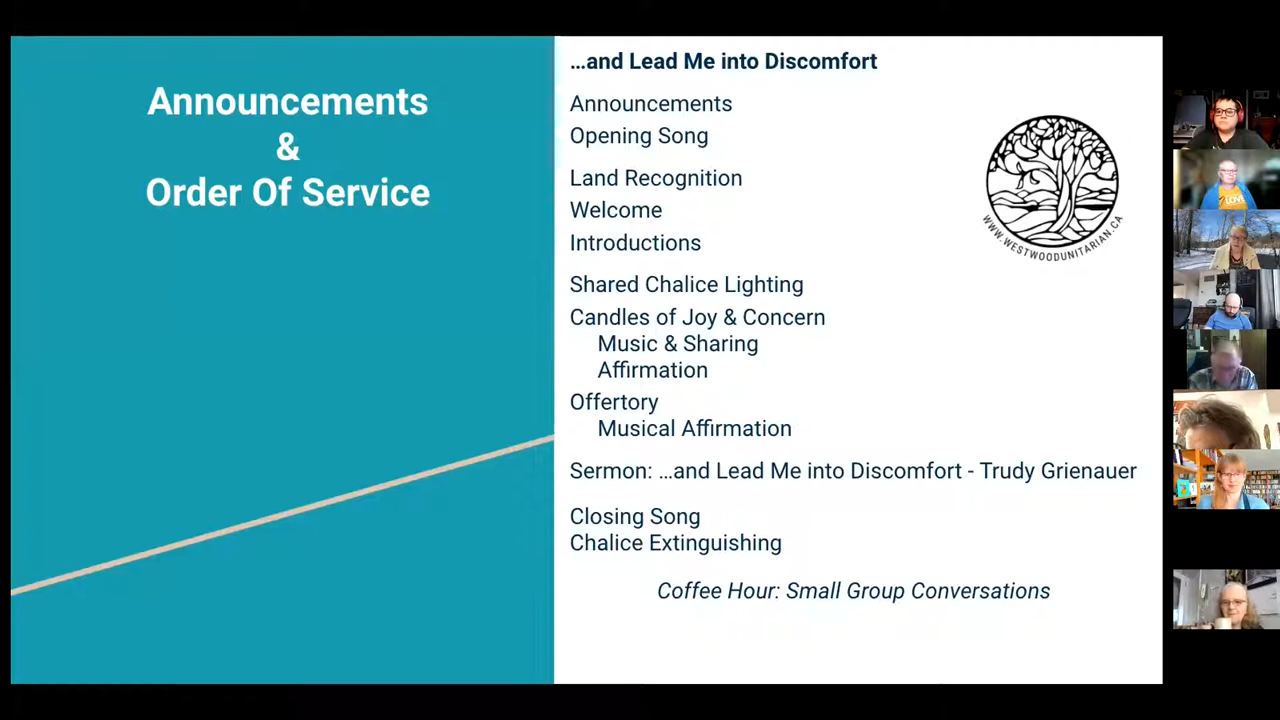 Announcements
&
Order Of Service
…and Lead Me into Discomfort
Announcements
Opening Song
Land Recognition
Welcome
Introductions
WWW.WESTWOODUNITARIAN.CA
Shared Chalice Lighting
Candles of Joy & Concern
Music & Sharing
Affirmation
Offertory
Musical Affirmation
Sermon: …and Lead Me into Discomfort - Trudy Grienauer
Closing Song
Chalice Extinguishing
Coffee Hour: Small Group Conversations
LOVE